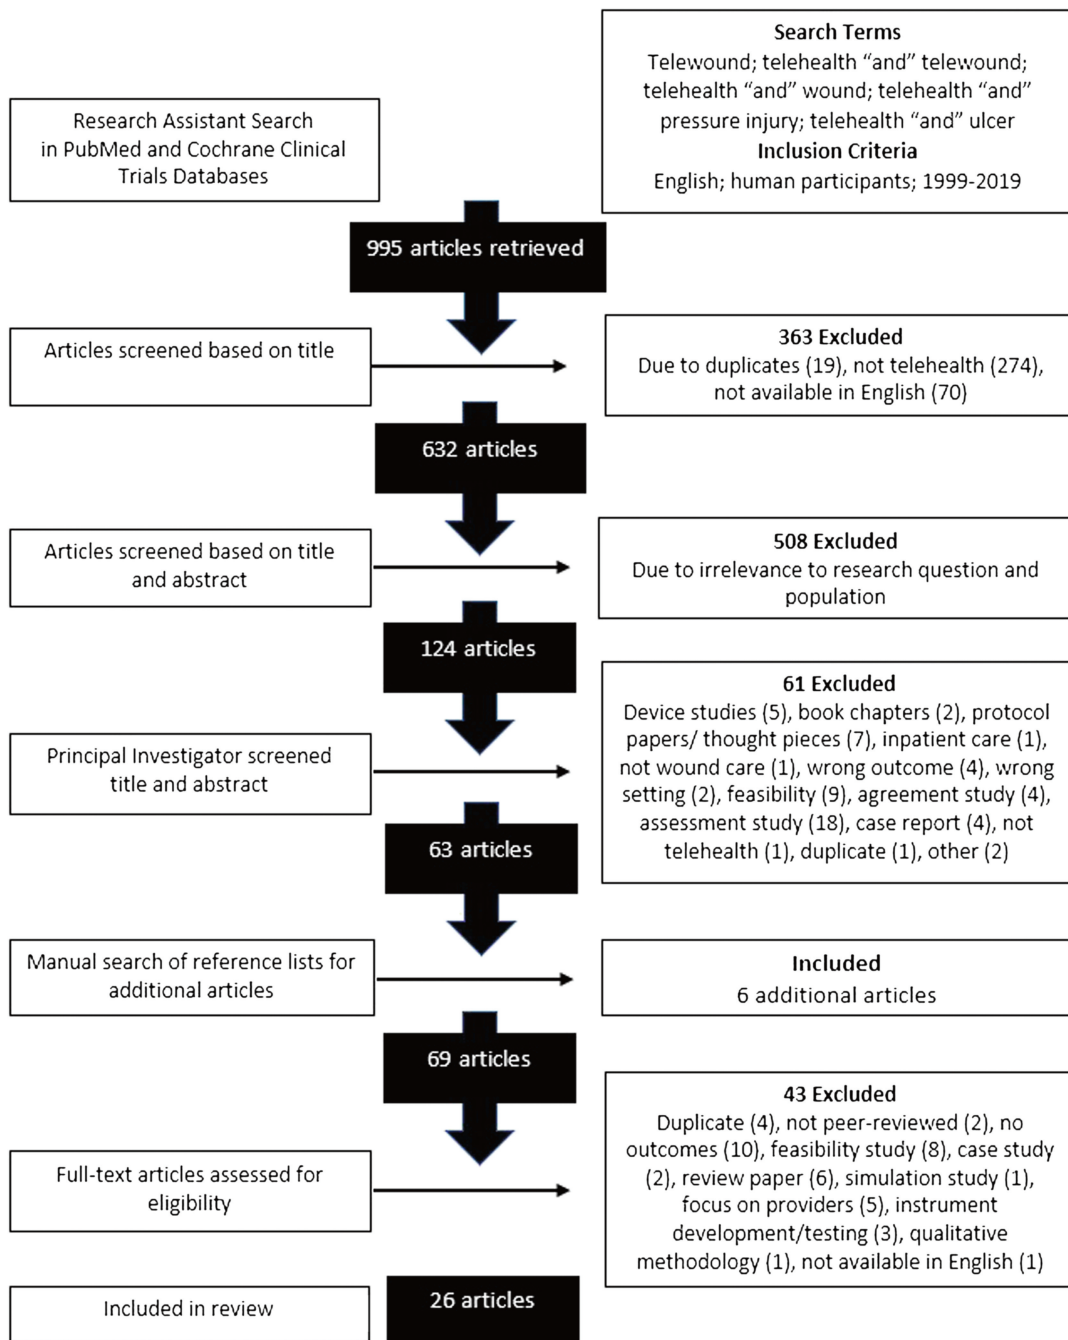 Search Terms
Telewound; telehealth “and” telewound;
telehealth “and” wound; telehealth “and”
pressure injury; telehealth “and” ulcer
Inclusion Criteria
English; human participants; 1999-2019
Research Assistant Search
in PubMed and Cochrane Clinical
Trials Databases
995 articles retrieved
Articles screened based on title
363 Excluded
Due to duplicates (19), not telehealth (274),
not available in English (70)
632 articles
Articles screened based on title
and abstract
508 Excluded
Due to irrelevance to research question and
population
124 articles
Principal Investigator screened
title and abstract
61 Excluded
Device studies (5), book chapters (2), protocol
papers/ thought pieces (7), inpatient care (1),
not wound care (1), wrong outcome (4), wrong
setting (2), feasibility (9), agreement study (4),
assessment study (18), case report (4), not
telehealth (1), duplicate (1), other (2)
63 articles
Manual search of reference lists for
additional articles
Included
6 additional articles
69 articles
Full-text articles assessed for
eligibility
43 Excluded
Duplicate (4), not peer-reviewed (2), no
outcomes (10), feasibility study (8), case study
(2), review paper (6), simulation study (1),
focus on providers (5), instrument
development/testing (3), qualitative
methodology (1), not available in English (1)
Included in review
26 articles